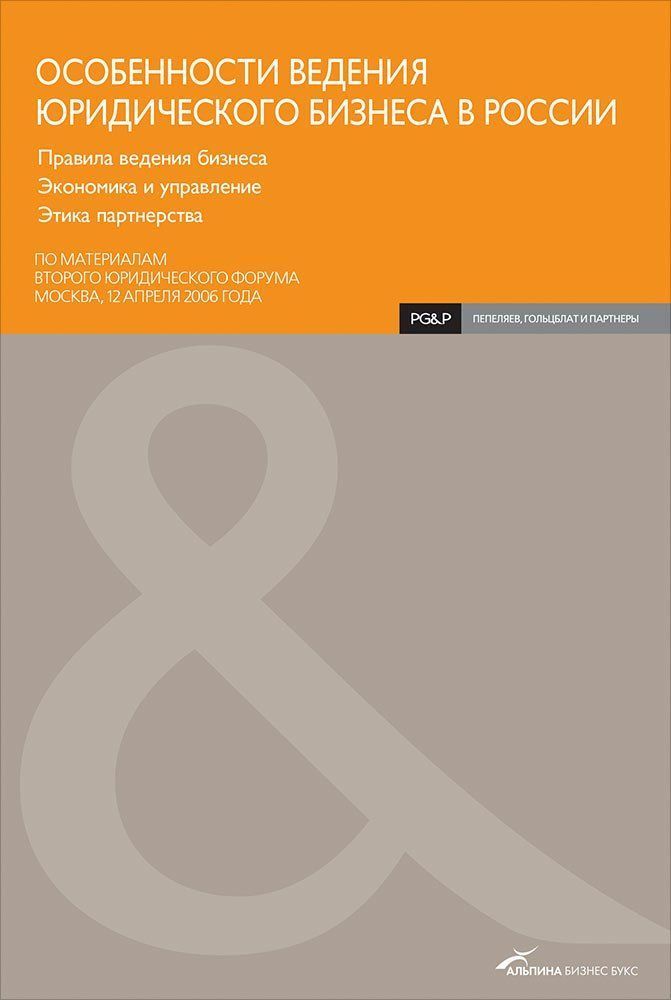 ОСОБЕННОСТИ ВЕДЕНИЯ
ЮРИДИЧЕСКОГО БИЗНЕСА В РОССИИ
Правила ведения бизнеса
Экономика и управление
Этика партнерства
ПО МАТЕРИАЛАМ
ВТОРОГО ЮРИДИЧЕСКОГО ФОРУМА
МОСКВА, 12 АПРЕЛЯ 2006 ГОДА
PG&P ПЕПЕЛЯЕВ, ГОЛЬЦБЛАТ И ПАРТНЕРЫ
&
АЛЬПИНА БИЗНЕС БУКС